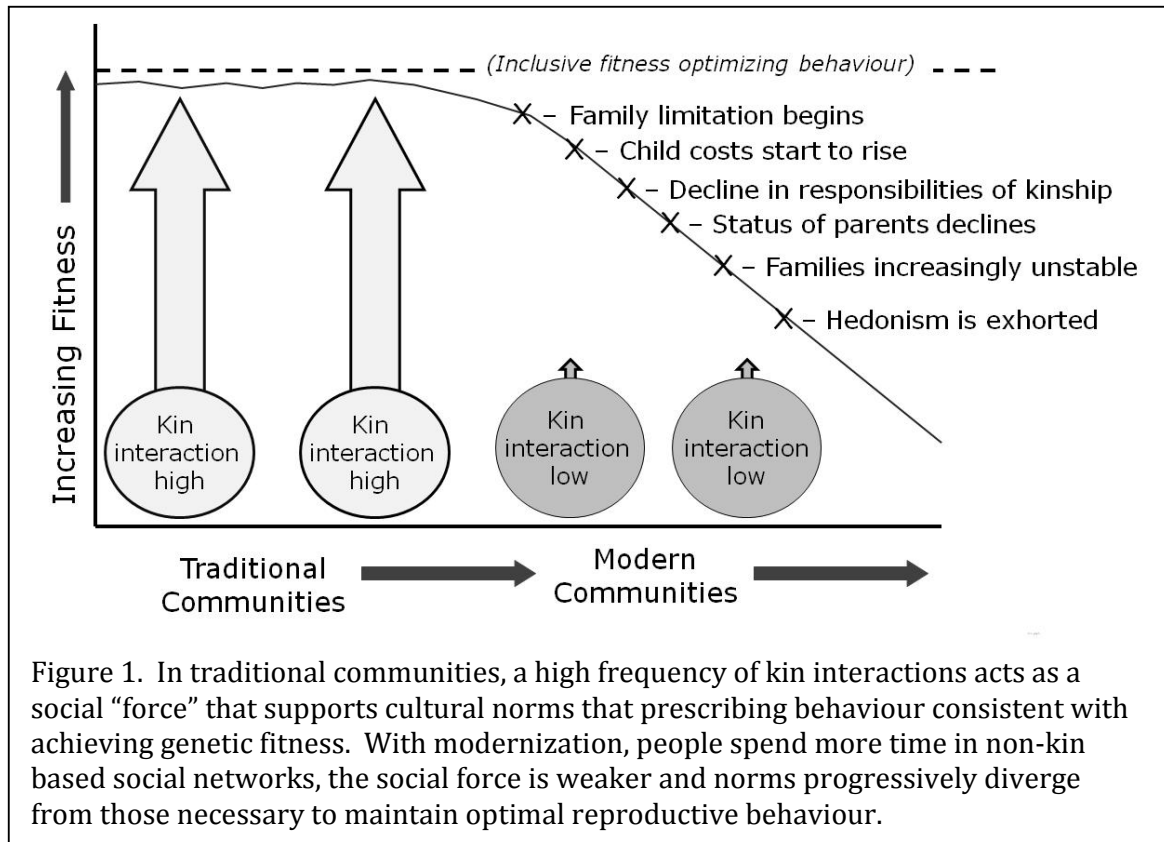 (Inclusive fitness optimizing behaviour)
X – Family limitation begins
X – Child costs start to rise
X – Decline in responsibilities of kinship
X – Status of parents declines
X – Families increasingly unstable
X – Hedonism is exhorted
Increasing Fitness
Kin
interaction
high
Kin
interaction
high
Kin
interaction
low
Kin
interaction
low
Traditional
Communities
Modern
Communities
Figure 1.  In traditional communities, a high frequency of kin interactions acts as a
social “force” that supports cultural norms that prescribing behaviour consistent with
achieving genetic fitness.  With modernization, people spend more time in non-kin
based social networks, the social force is weaker and norms progressively diverge
from those necessary to maintain optimal reproductive behaviour.